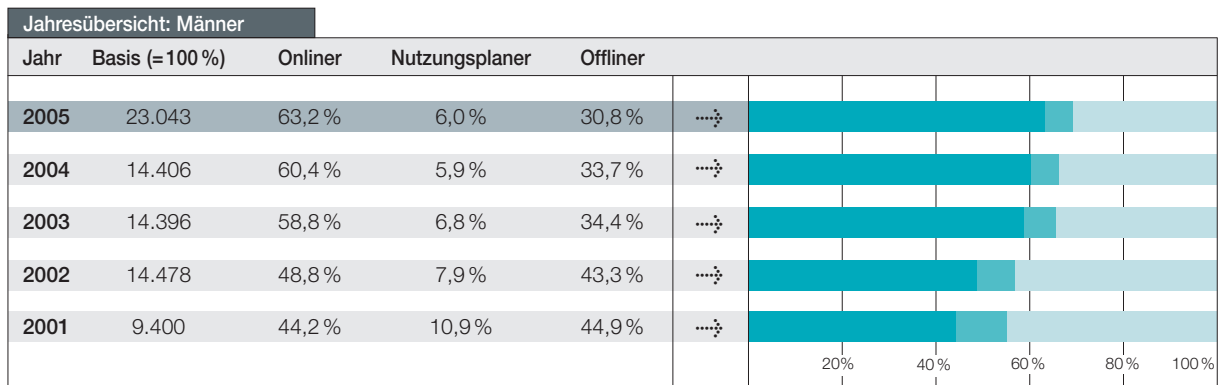 Jahresübersicht: Männer
Jahr Basis (=100 %) Onliner Nutzungsplaner Offliner
2005 23.043 63,2 % 6,0 % 30,8 %
2004 14.406 60,4 % 5,9 % 33,7 %
2003 14.396 58,8 % 6,8 % 34,4 %
2002 14.478 48,8 % 7,9 % 43,3 %
2001 9.400 44,2 % 10,9 % 44,9 %
20% 40% 60% 80% 100%